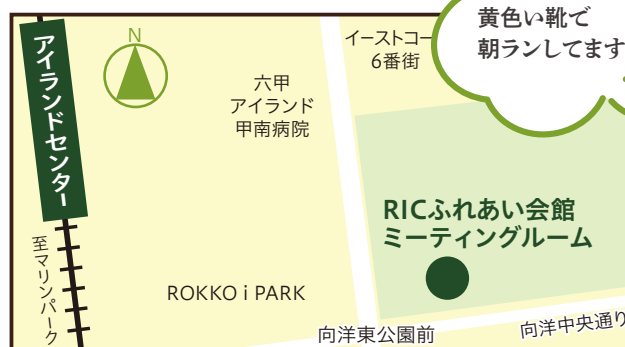 黄色い靴で
朝ランしてます
イーストコー
6番街
N
アイランドセンター
六甲
アイランド
甲南病院
RICふれあい会館
ミーティングルーム
至マリンパーク
ROKKO i PARK
向洋東公園前
向洋中央通り